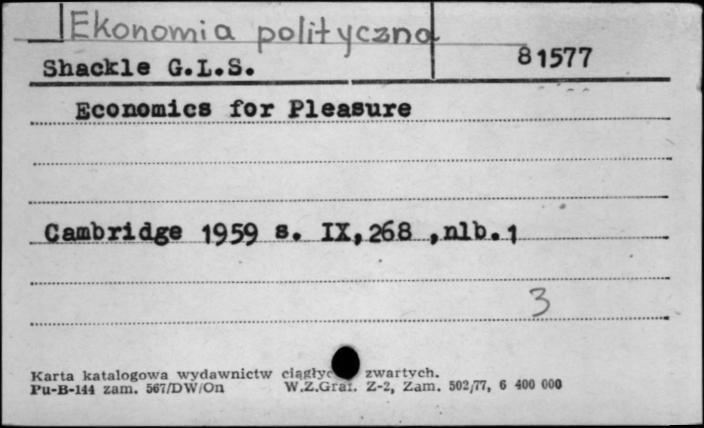 Ekonomia polityczna
Shackle G.L.S. 81577
Economics for Pleasure
Cambridge 1959 s. IX,268 ,nlb.1
3
Karta katalogowa wydawnictw zwartych.
Pu-B-144 zam. 567/DW/On W.Z.Graf. Z-2, Zam. 502/77, 6 400 000